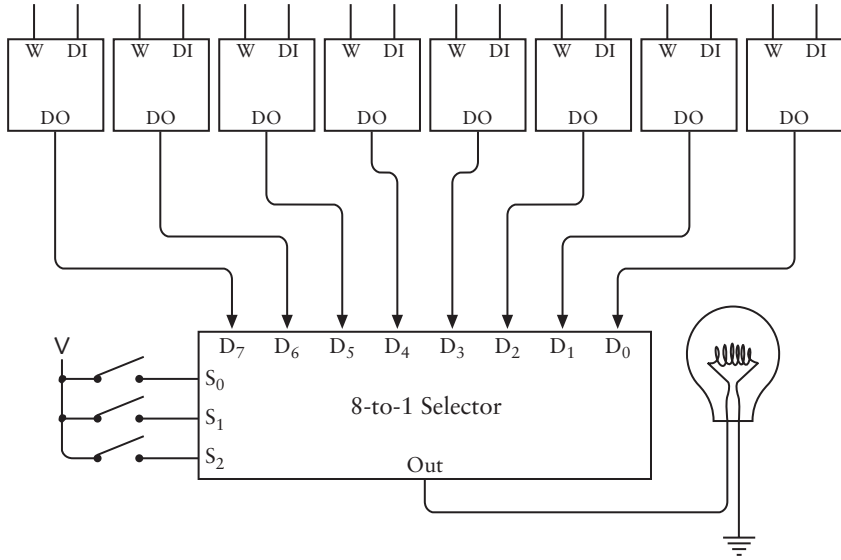 W DI W DI W DI W DI W DI W DI W DI W DI
DO DO DO DO DO DO DO DO
V
D₇ D₆ D₅ D₄ D₃ D₂ D₁ D₀
S₀
8-to-1 Selector
S₁
S₂
Out